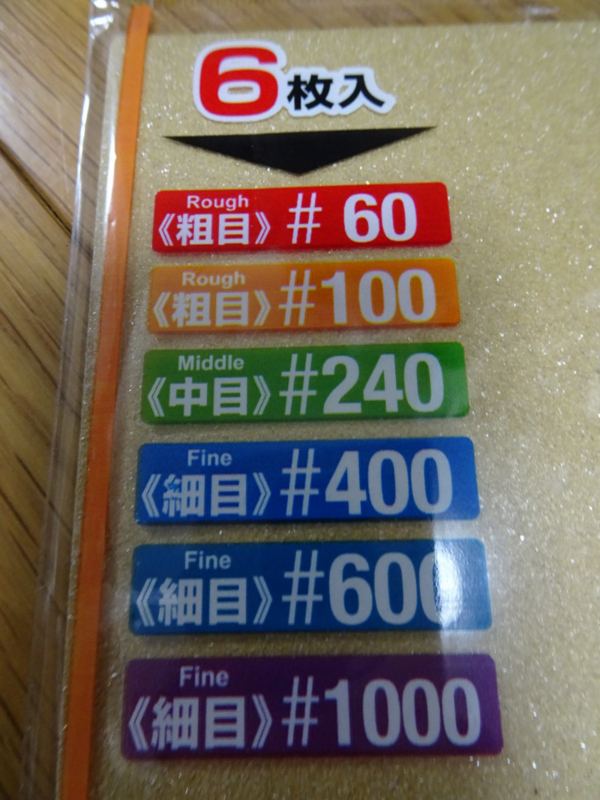 6枚入
Rough
《粗目》 # 60
Rough
《粗目》 #100
Middle
《中目》 #240
Fine
《細目》 #400
Fine
《細目》 #600
Fine
《細目》 #1000